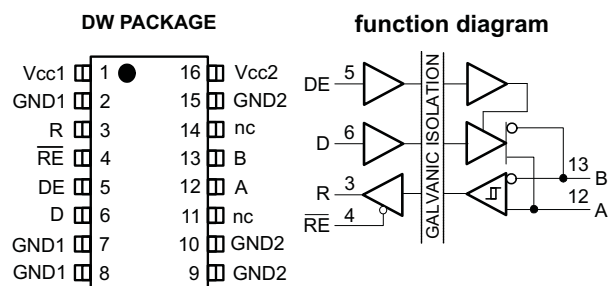 DW PACKAGE
Vcc1 1 16 Vcc2
GND1 2 15 GND2
R 3 14 nc
RE 4 13 B
DE 5 12 A
D 6 11 nc
GND1 7 10 GND2
GND1 8 9 GND2
function diagram
DE 5
D 6
R 3
RE 4
GALVANIC ISOLATION
13 B
12 A